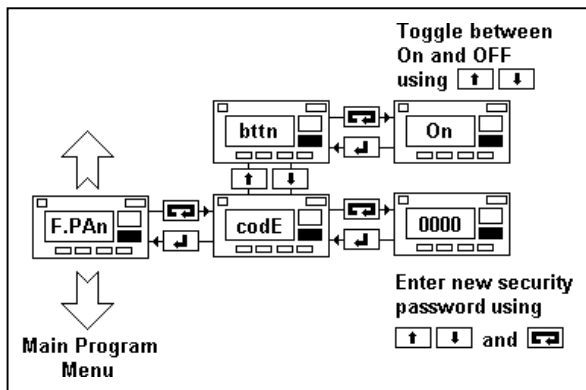 Toggle between
On and OFF
using
bttn
On
F.PAn
codE
0000
Enter new security
password using
and
Main Program
Menu